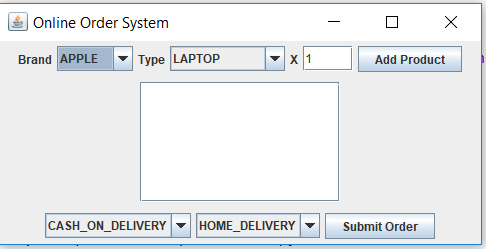 Online Order System
Brand APPLE Type LAPTOP X 1 Add Product
CASH_ON_DELIVERY HOME_DELIVERY Submit Order